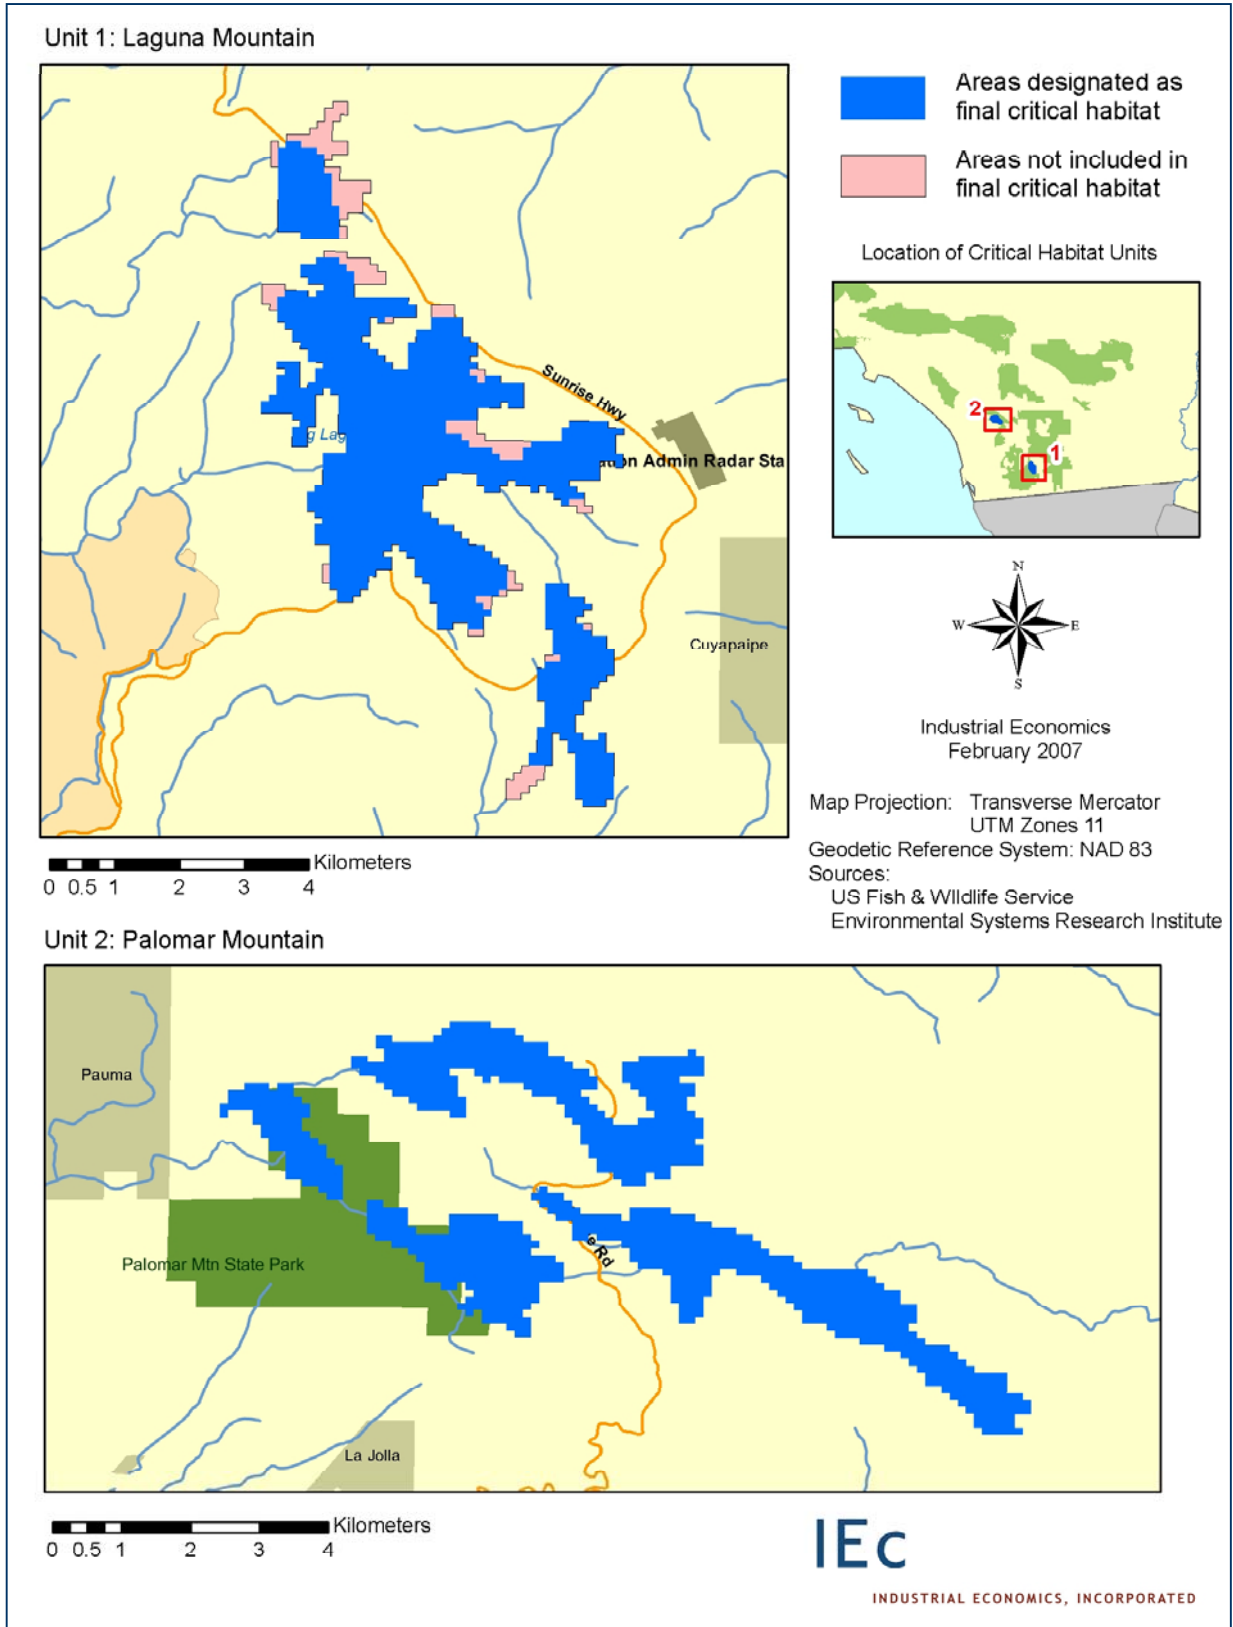 Unit 1: Laguna Mountain
Areas designated as
final critical habitat
Areas not included in
final critical habitat
Location of Critical Habitat Units
2
1
Sunrise Hwy
g Lag
on Admin Radar Sta
Cuyapaipe
N
W E
S
Industrial Economics
February 2007
Map Projection: Transverse Mercator
UTM Zones 11
Geodetic Reference System: NAD 83
Sources:
US Fish & WIldlife Service
Environmental Systems Research Institute
Kilometers
0 0.5 1 2 3 4
Unit 2: Palomar Mountain
Pauma
Palomar Mtn State Park
e Rd
La Jolla
Kilometers
0 0.5 1 2 3 4
IEc
INDUSTRIAL ECONOMICS, INCORPORATED